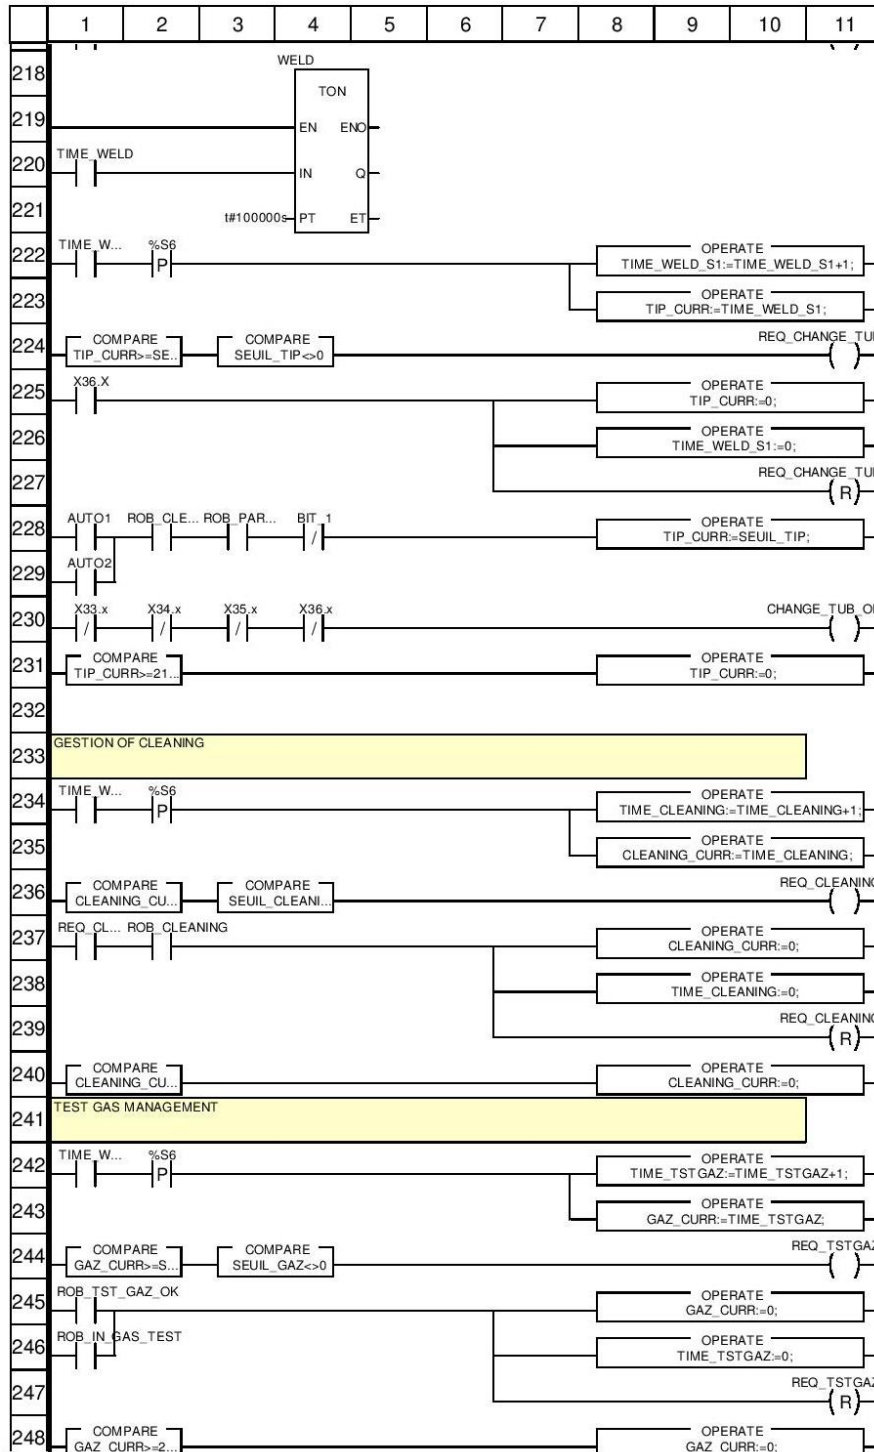 1 2 3 4 5 6 7 8 9 10 11
218 WELD
TON
219 EN ENO
220 TIME_WELD IN Q
221 t#100000s PT ET
222 TIME_W... %S6 P OPERATE
TIME_WELD_S1:=TIME_WELD_S1+1;
223 OPERATE
TIP_CURR:=TIME_WELD_S1;
224 COMPARE COMPARE REQ_CHANGE_TU
TIP_CURR>=SE... SEUIL_TIP<>0
225 X36.X OPERATE
TIP_CURR:=0;
226 OPERATE
TIME_WELD_S1:=0;
227 REQ_CHANGE_TU
R
228 AUTO1 ROB_CLE... ROB_PAR... BIT_1 OPERATE
/ TIP_CURR:=SEUIL_TIP;
229 AUTO2
230 X33.x X34.x X35.x X36.x CHANGE_TUB_O
/ / / /
231 COMPARE OPERATE
TIP_CURR>=21... TIP_CURR:=0;
232
233 GESTION OF CLEANING
234 TIME_W... %S6 P OPERATE
TIME_CLEANING:=TIME_CLEANING+1;
235 OPERATE
CLEANING_CURR:=TIME_CLEANING;
236 COMPARE COMPARE REQ_CLEANING
CLEANING_CU... SEUIL_CLEANI...
237 REQ_CL... ROB_CLEANING OPERATE
CLEANING_CURR:=0;
238 OPERATE
TIME_CLEANING:=0;
239 REQ_CLEANING
R
240 COMPARE OPERATE
CLEANING_CU... CLEANING_CURR:=0;
241 TEST GAS MANAGEMENT
242 TIME_W... %S6 P OPERATE
TIME_TSTGAZ:=TIME_TSTGAZ+1;
243 OPERATE
GAZ_CURR:=TIME_TSTGAZ;
244 COMPARE COMPARE REQ_TSTGAZ
GAZ_CURR>=S... SEUIL_GAZ<>0
245 ROB_TST_GAZ_OK OPERATE
GAZ_CURR:=0;
246 ROB_IN_GAS_TEST OPERATE
TIME_TSTGAZ:=0;
247 REQ_TSTGAZ
R
248 COMPARE OPERATE
GAZ_CURR>=2... GAZ_CURR:=0;